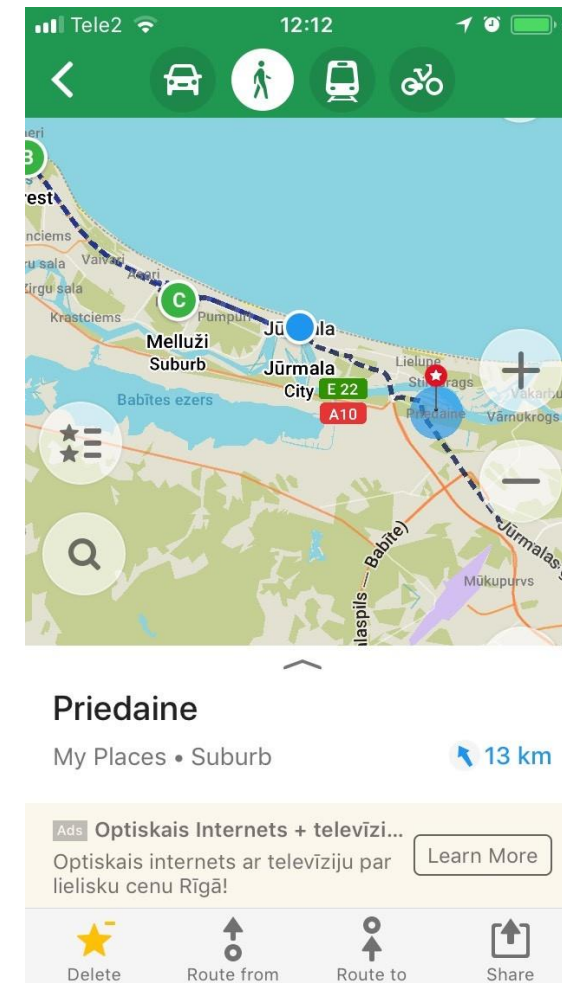 Tele2
12:12
B
rest
nciems
ru sala
Vaivari
Asari
Zirgu sala
C
Krastciems
Pumpuri
Melluži
Suburb
Jūrmala
City
E 22
A10
Lielupe
Priedaine
Vārnukrogs
Babītes ezers
Babīte)
laspils —
Jūrmalas
Mūkupurvs
Priedaine
My Places • Suburb
13 km
Ads Optiskais Internets + televīzi...
Optiskais internets ar televīziju par
lielisku cenu Rīgā!
Learn More
Delete
Route from
Route to
Share